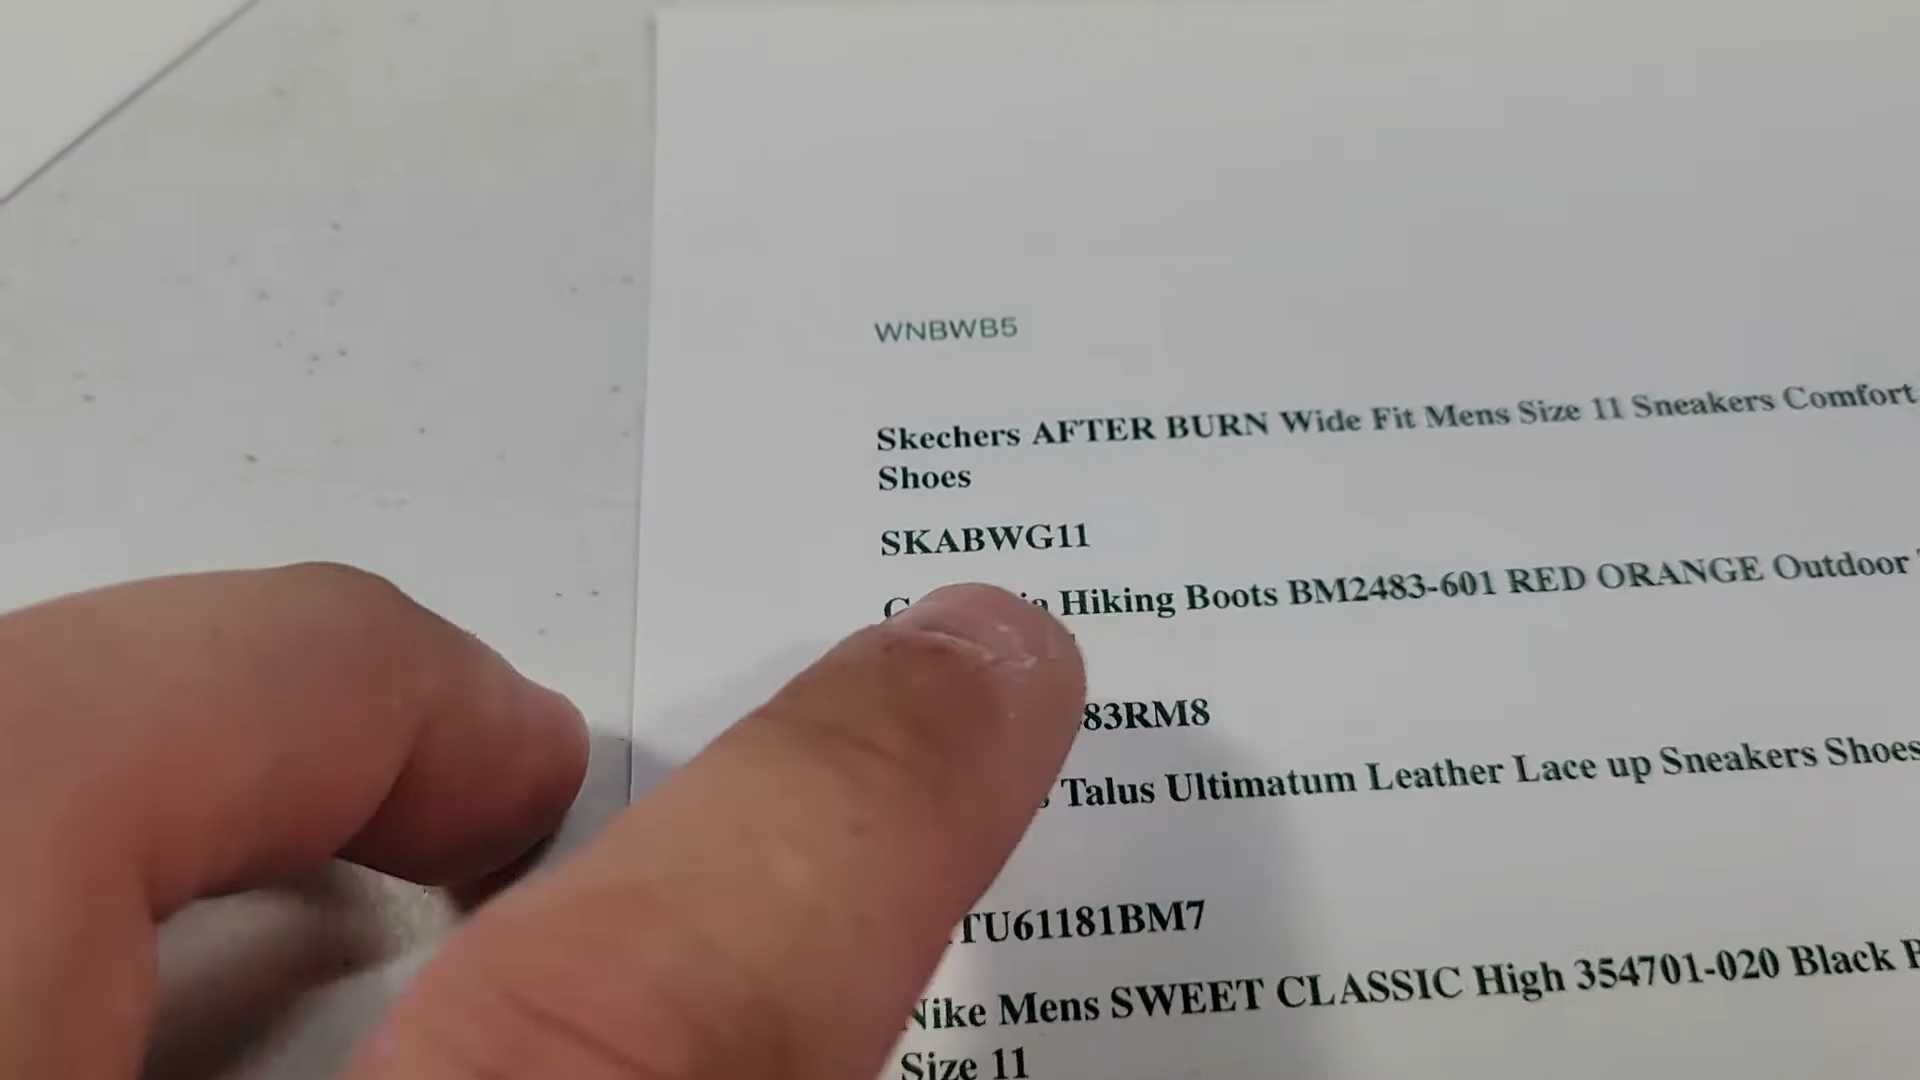 WNBWB5
Skechers AFTER BURN Wide Fit Mens Size 11 Sneakers Comfort
Shoes
SKABWG11
Hiking Boots BM2483-601 RED ORANGE Outdoor
83RM8
Talus Ultimatum Leather Lace up Sneakers Shoes
TU61181BM7
Nike Mens SWEET CLASSIC High 354701-020 Black
Size 11